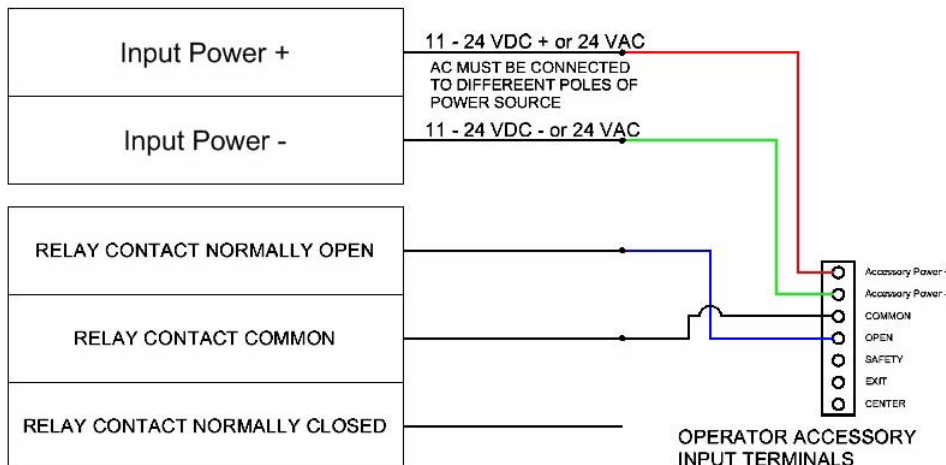 Input Power +
11 - 24 VDC + or 24 VAC
AC MUST BE CONNECTED
TO DIFFEREENT POLES OF
POWER SOURCE
Input Power -
11 - 24 VDC - or 24 VAC
RELAY CONTACT NORMALLY OPEN
RELAY CONTACT COMMON
RELAY CONTACT NORMALLY CLOSED
Accessory Power +
Accessory Power -
COMMON
OPEN
SAFETY
EXIT
CENTER
OPERATOR ACCESSORY
INPUT TERMINALS